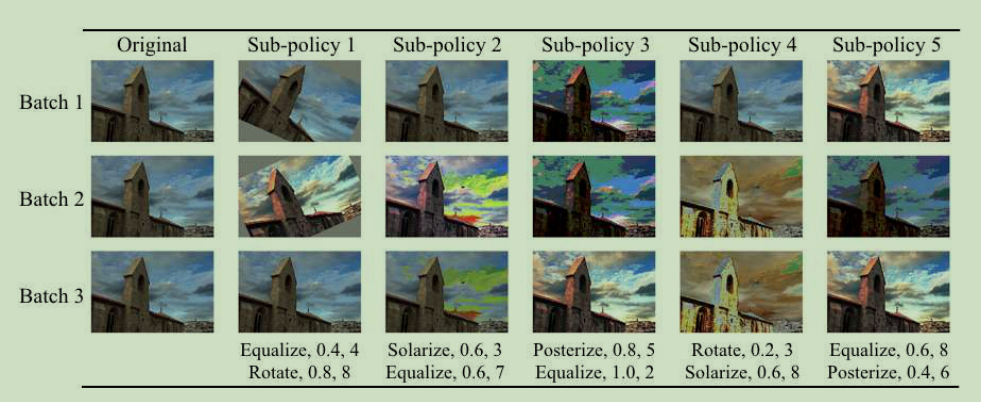 Original Sub-policy 1 Sub-policy 2 Sub-policy 3 Sub-policy 4 Sub-policy 5
Batch 1
Batch 2
Batch 3
Equalize, 0.4, 4 Solarize, 0.6, 3 Posterize, 0.8, 5 Rotate, 0.2, 3 Equalize, 0.6, 8
Rotate, 0.8, 8 Equalize, 0.6, 7 Equalize, 1.0, 2 Solarize, 0.6, 8 Posterize, 0.4, 6